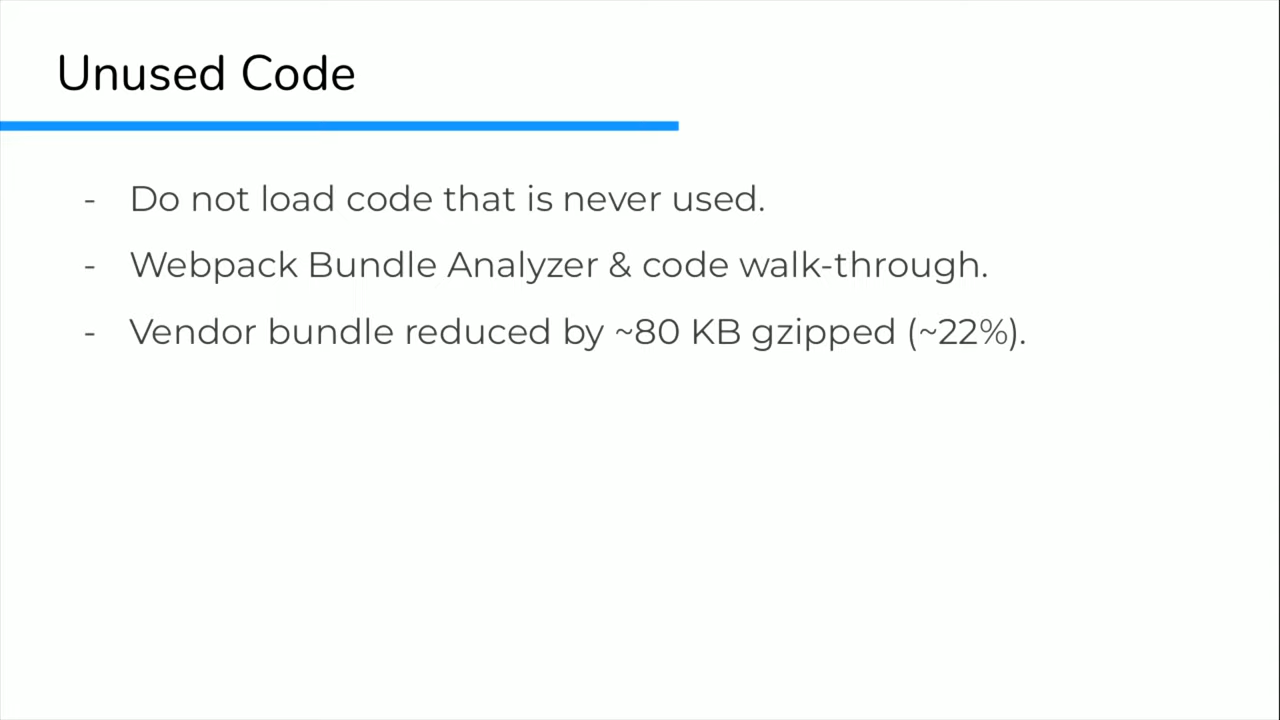 Unused Code
- Do not load code that is never used.
- Webpack Bundle Analyzer & code walk-through.
- Vendor bundle reduced by ~80 KB gzipped (~22%).